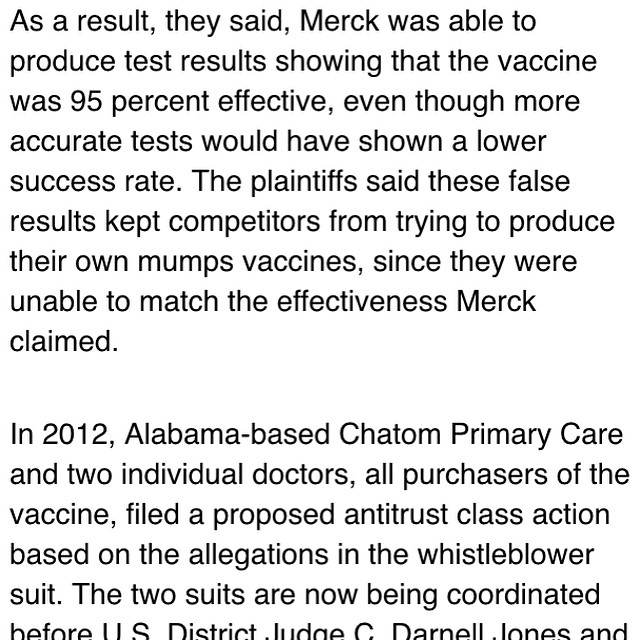 As a result, they said, Merck was able to
produce test results showing that the vaccine
was 95 percent effective, even though more
accurate tests would have shown a lower
success rate. The plaintiffs said these false
results kept competitors from trying to produce
their own mumps vaccines, since they were
unable to match the effectiveness Merck
claimed.
In 2012, Alabama-based Chatom Primary Care
and two individual doctors, all purchasers of the
vaccine, filed a proposed antitrust class action
based on the allegations in the whistleblower
suit. The two suits are now being coordinated
before U.S. District Judge C. Darnell Jones and